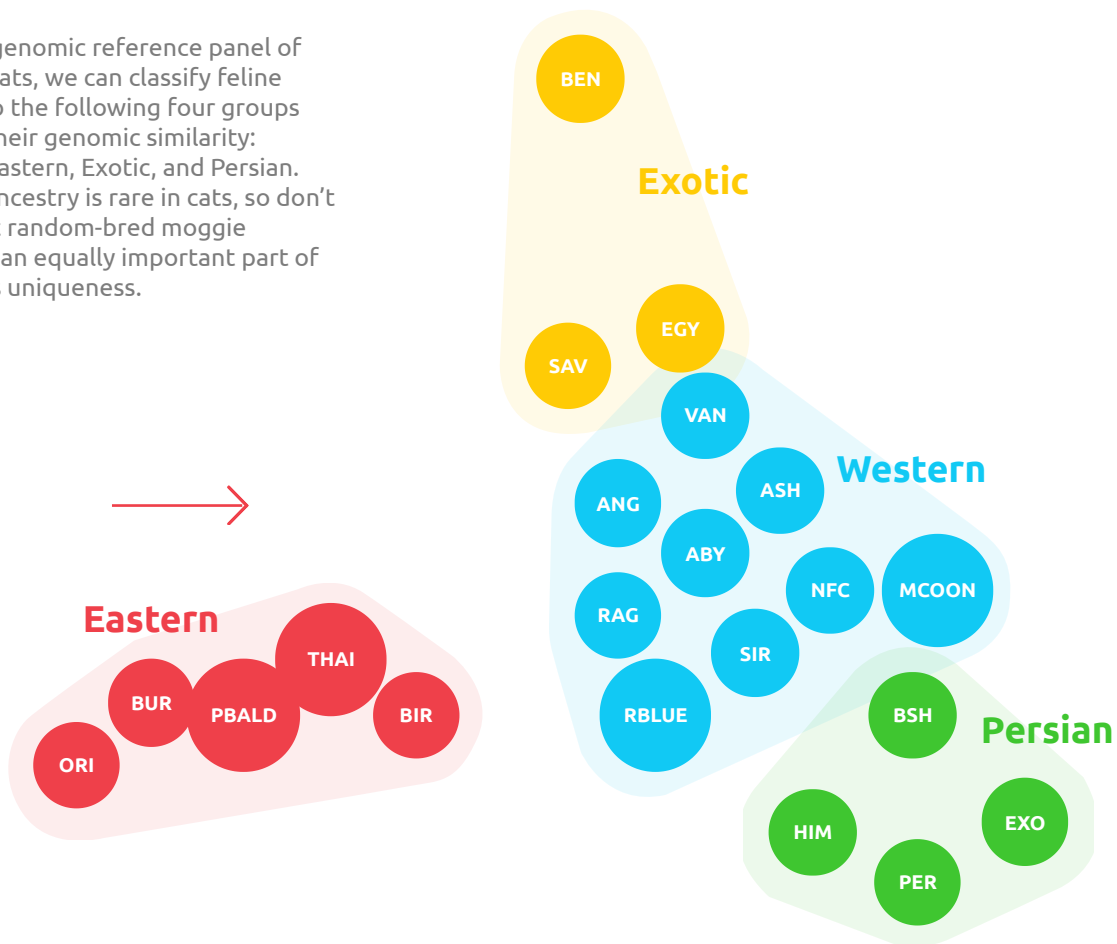 genomic reference panel of
ats, we can classify feline
o the following four groups
heir genomic similarity:
astern, Exotic, and Persian.
ncestry is rare in cats, so don't
t random-bred moggie
an equally important part of
s uniqueness.
BEN
Exotic
EGY
SAV
VAN
Western
ASH
ANG
ABY
NFC
MCOON
RAG
SIR
RBLUE
Eastern
THAI
BUR
PBALD
BIR
ORI
BSH
Persian
HIM
EXO
PER